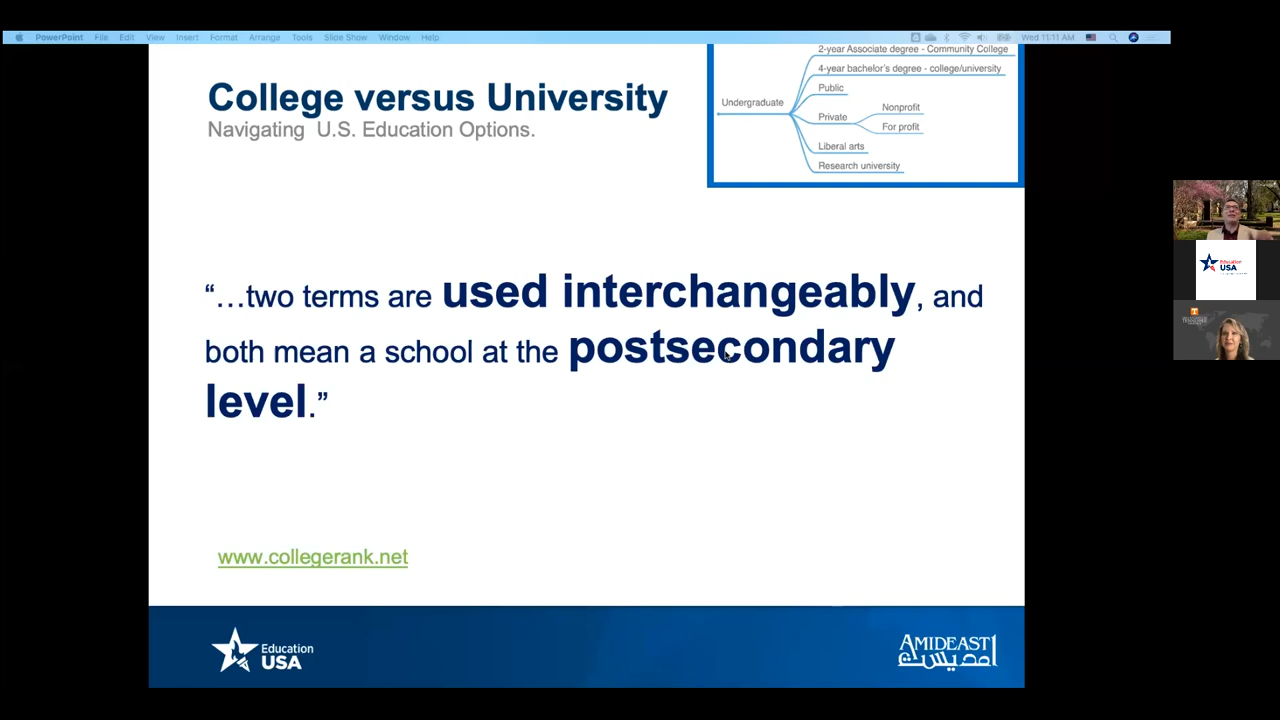 PowerPoint File Edit View Insert Format Arrange Tools Slide Show Window Help Wed 11:11 AM
College versus University
Navigating U.S. Education Options.
2-year Associate degree - Community College
4-year bachelor's degree - college/university
Undergraduate
Public
Private
Nonprofit
For profit
Liberal arts
Research university
“…two terms are used interchangeably, and
both mean a school at the postsecondary
level.”
www.collegerank.net
Education
USA
AMIDEAST
امديست
Education
USA